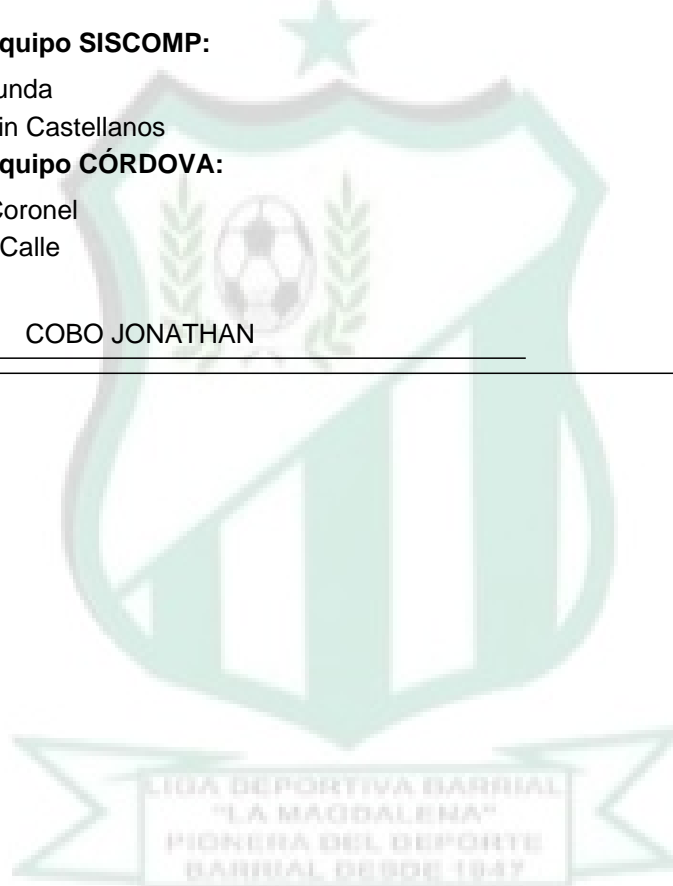 quipo SISCOMP:
unda
in Castellanos
quipo CÓRDOVA:
Coronel
Calle
COBO JONATHAN
LIGA DEPORTIVA BARRIAL
"LA MAGDALENA"
PIONERA DEL DEPORTE
BARRIAL DESDE 1947